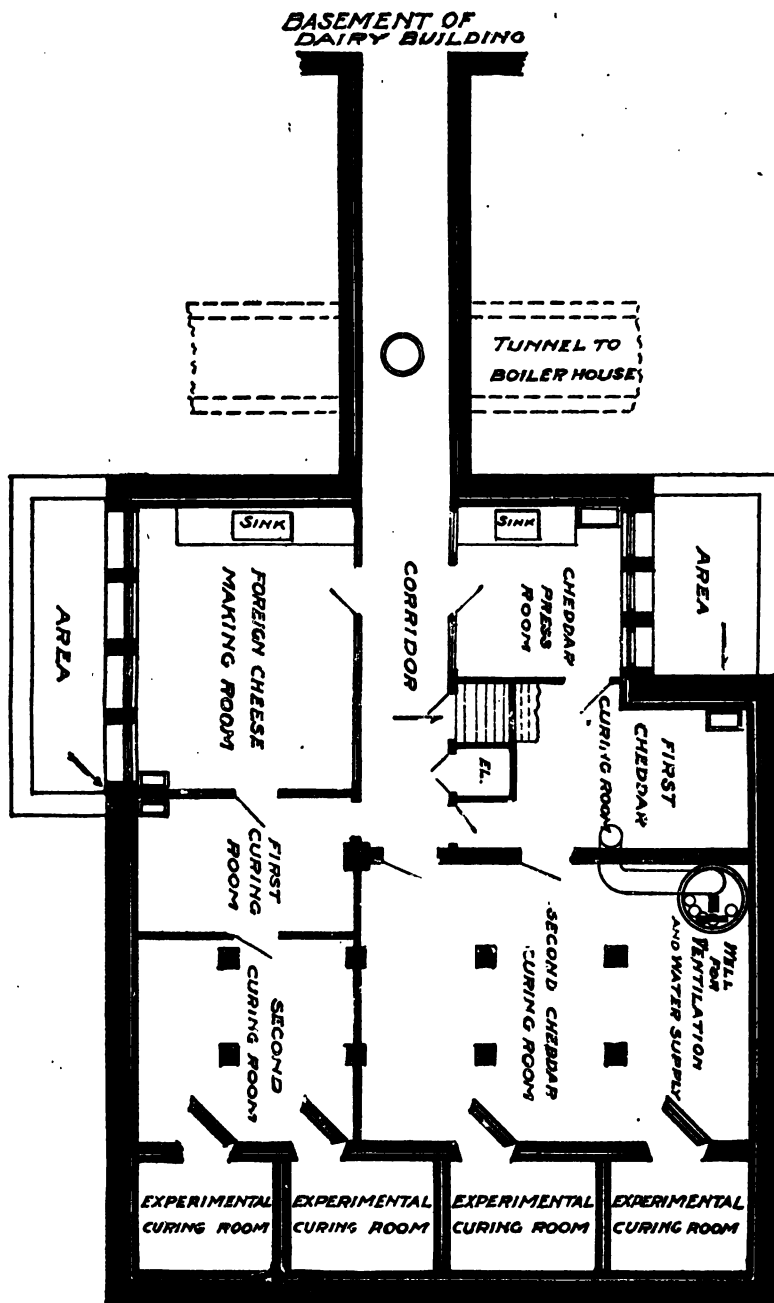 BASEMENT OF
DAIRY BUILDING
TUNNEL TO
BOILER HOUSE
SINK
SINK
AREA
FOREIGN CHEESE
MAKING ROOM
CORRIDOR
CHEDDAR
PRESS
ROOM
AREA
EL.
FIRST
CHEDDAR
CURING ROOM
FIRST
CURING
ROOM
SECOND
CURING ROOM
SECOND CHEDDAR
CURING ROOM
WELL
FOR
VENTILATION
AND WATER SUPPLY
EXPERIMENTAL
CURING ROOM
EXPERIMENTAL
CURING ROOM
EXPERIMENTAL
CURING ROOM
EXPERIMENTAL
CURING ROOM